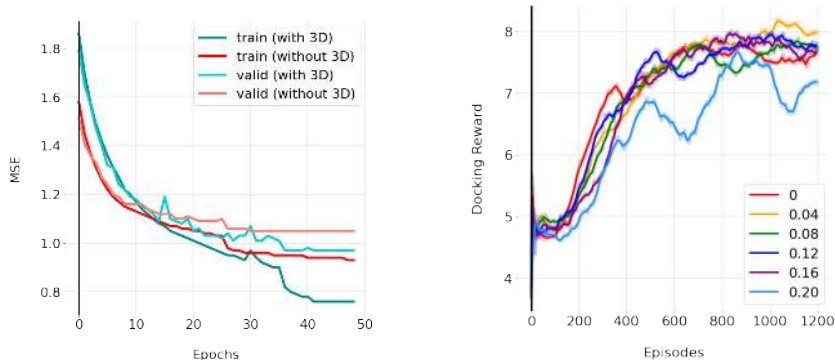 train (with 3D)
train (without 3D)
valid (with 3D)
valid (without 3D)
1.8
1.6
1.4
1.2
1.0
0.8
MSE
0 10 20 30 40 50
Epochs
8
7
6
5
4
Docking Reward
0
0.04
0.08
0.12
0.16
0.20
0 200 400 600 800 1000 1200
Episodes